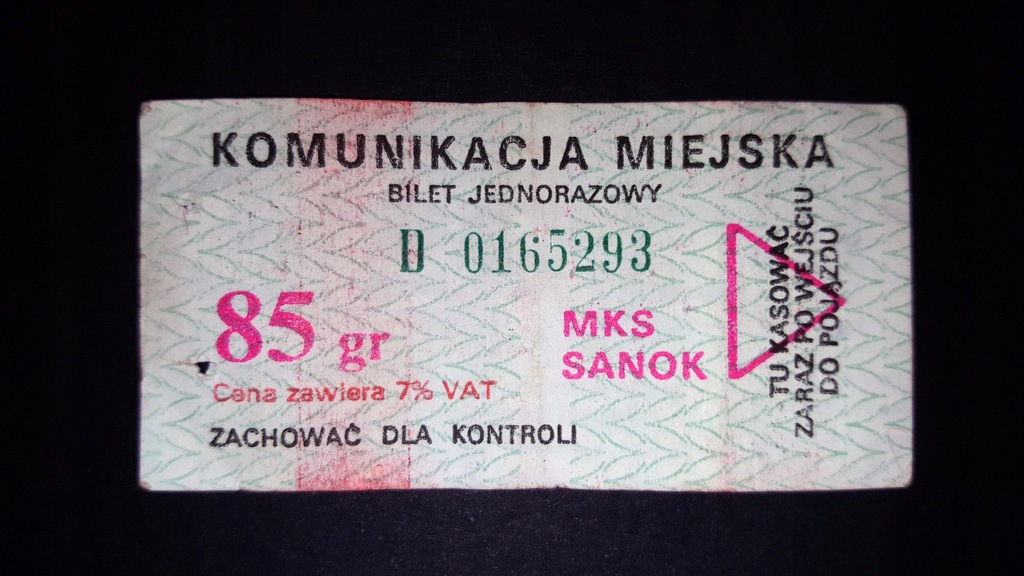 KOMUNIKACJA MIEJSKA
BILET JEDNORAZOWY
D 0165293
85 gr
MKS
SANOK
Cena zawiera 7% VAT
ZACHOWAĆ DLA KONTROLI
TU KASOWAĆ
ZARAZ PO WEJŚCIU
DO POJAZDU